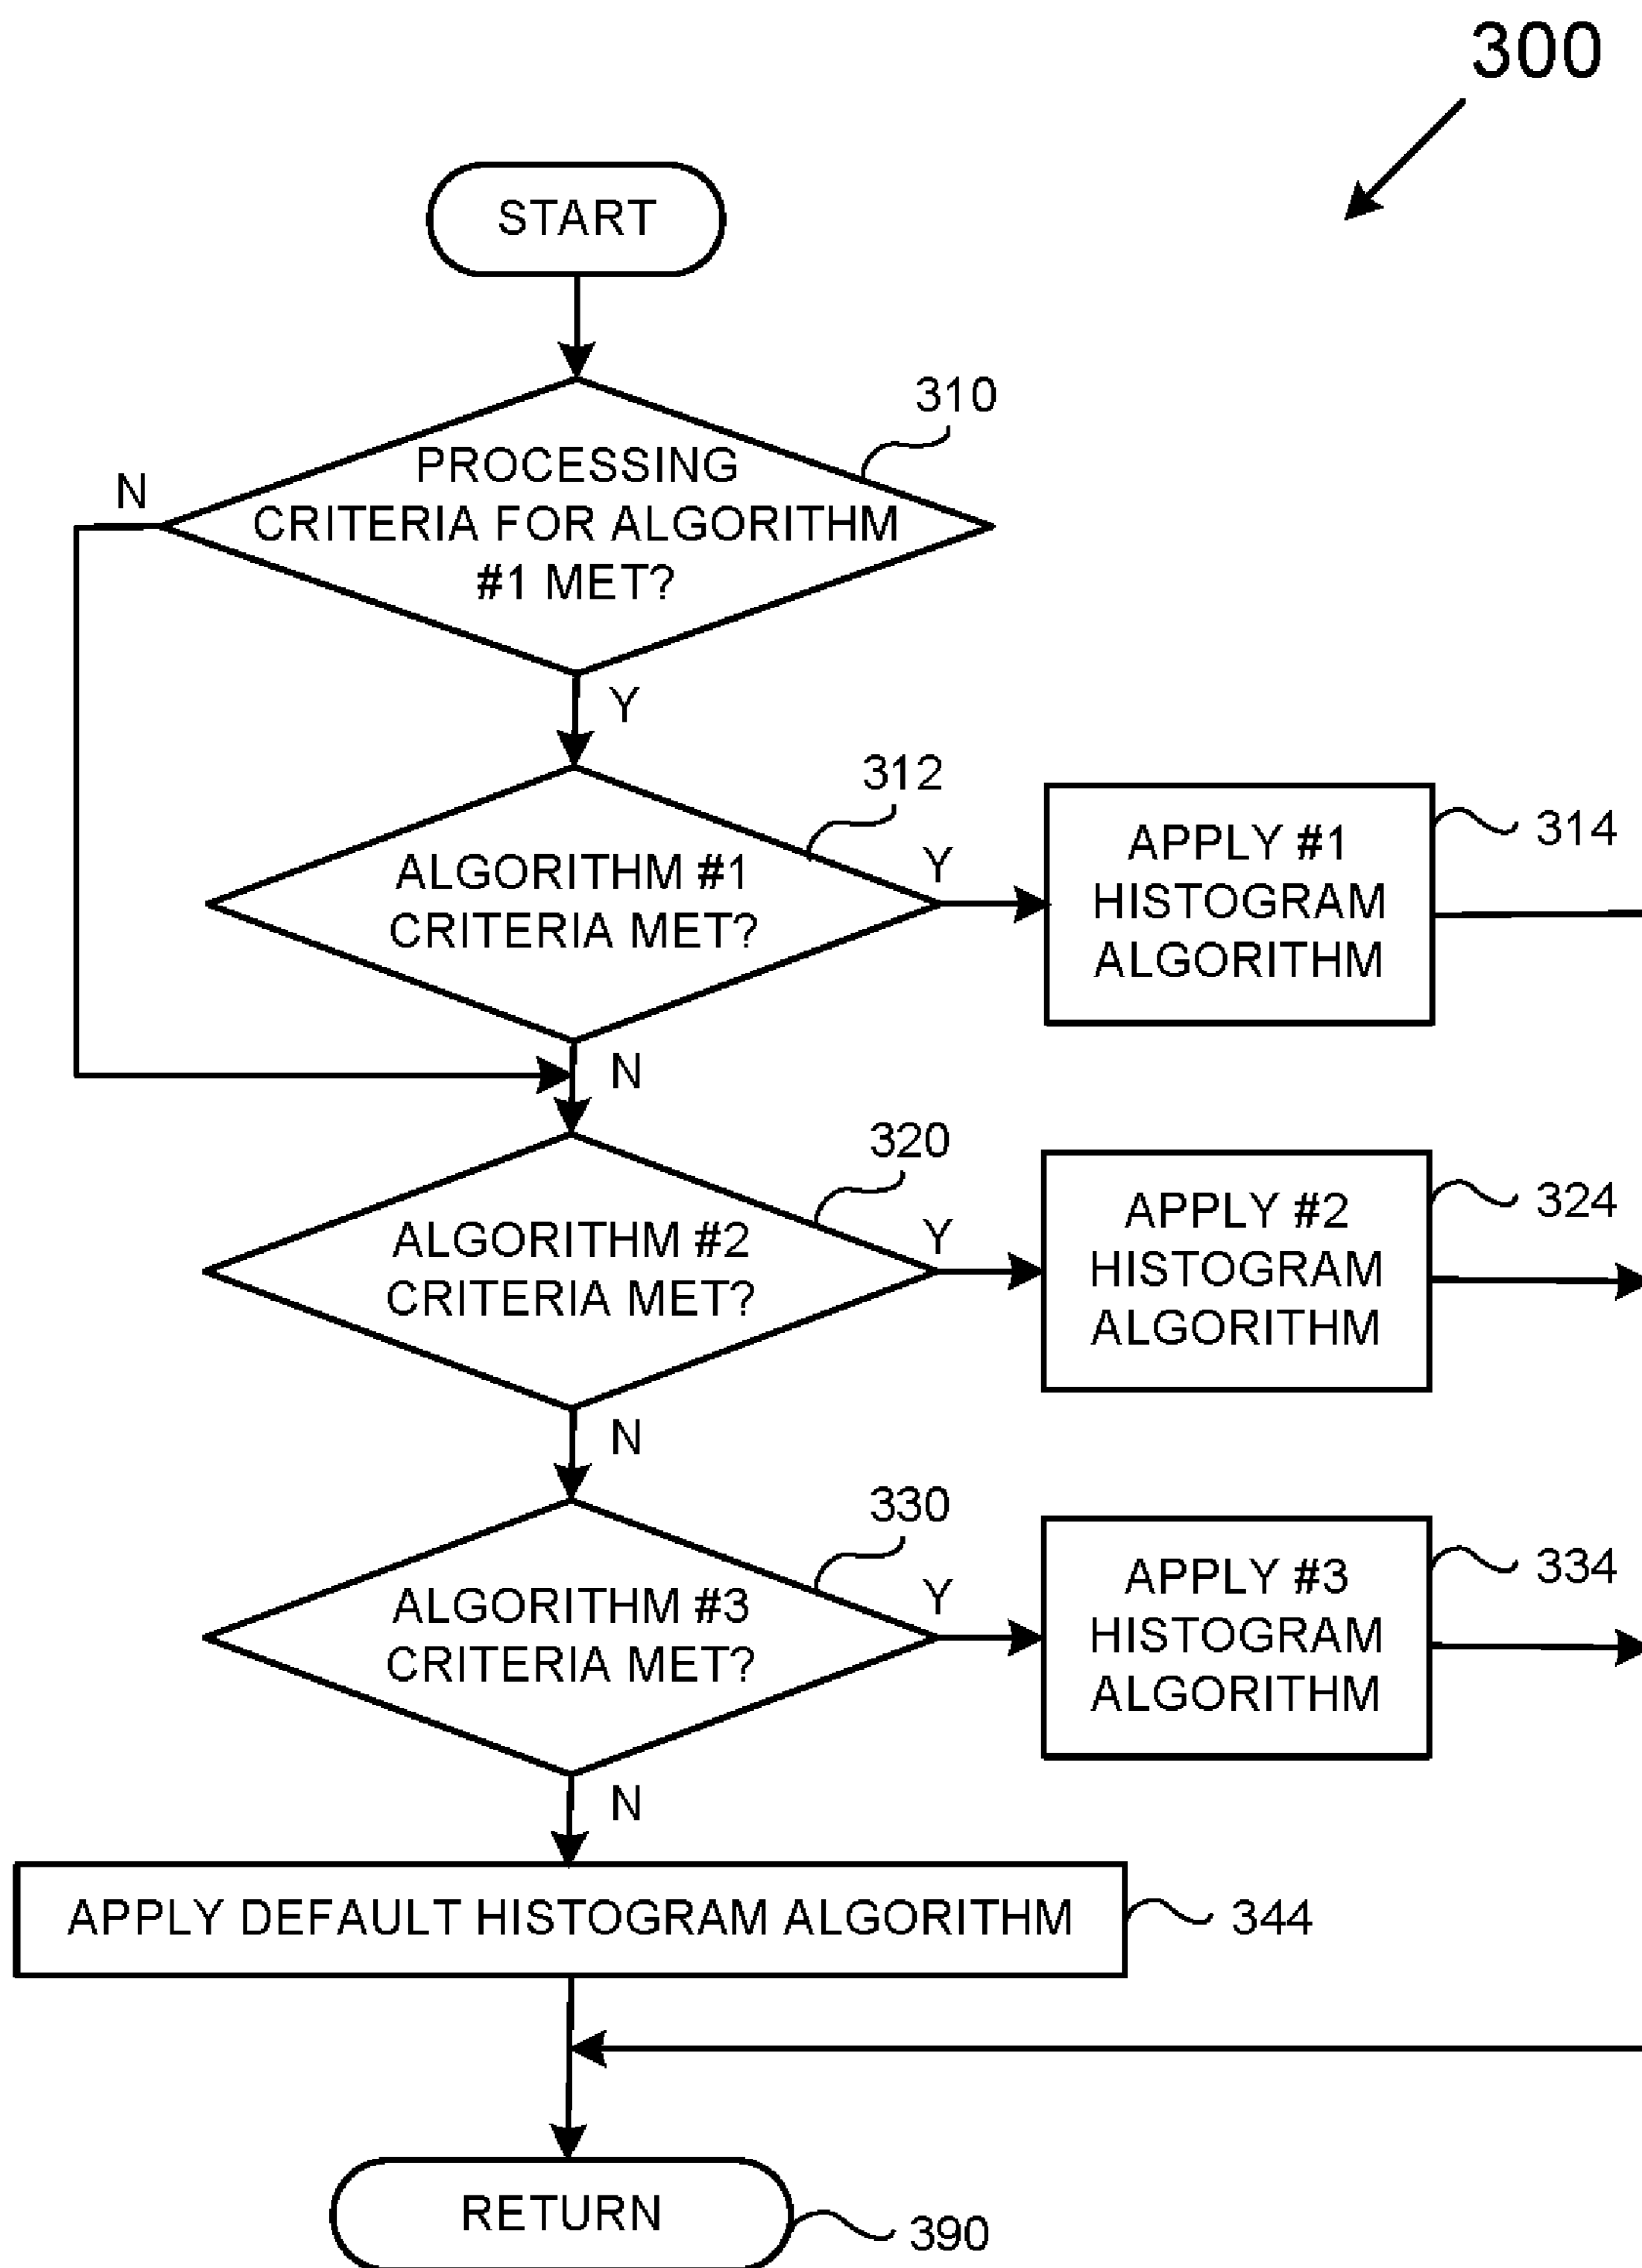 300
START
310
PROCESSING
CRITERIA FOR ALGORITHM
#1 MET?
N
Y
312
ALGORITHM #1
CRITERIA MET?
Y
APPLY #1
HISTOGRAM
ALGORITHM
314
N
320
ALGORITHM #2
CRITERIA MET?
Y
APPLY #2
HISTOGRAM
ALGORITHM
324
N
330
ALGORITHM #3
CRITERIA MET?
Y
APPLY #3
HISTOGRAM
ALGORITHM
334
N
APPLY DEFAULT HISTOGRAM ALGORITHM
344
RETURN
390